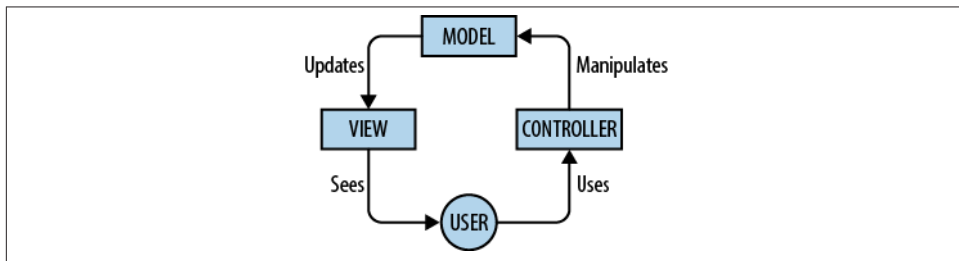 MODEL
Updates
Manipulates
VIEW
CONTROLLER
Sees
Uses
USER